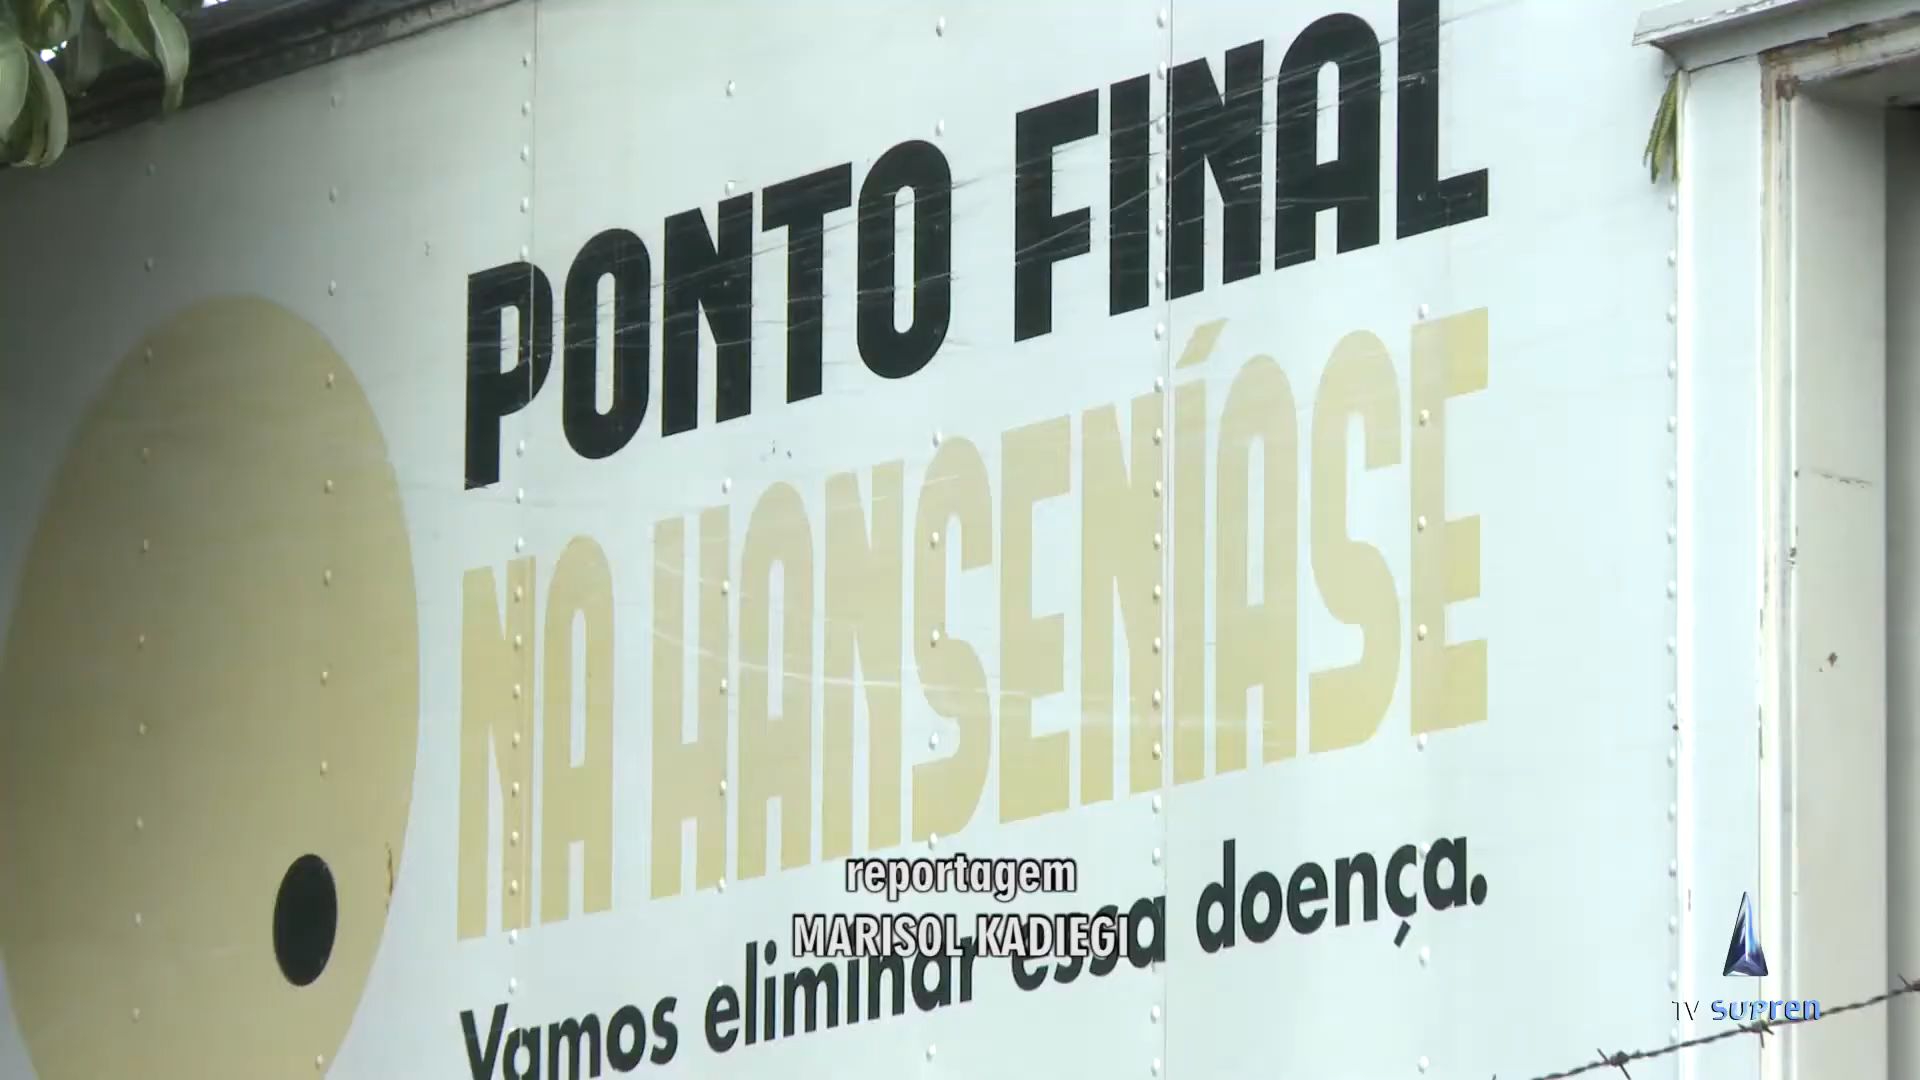 PONTO FINAL
NA HANSENÍASE
Vamos eliminar essa doença.
reportagem
MARISOL KADIEGI
TV SUPren